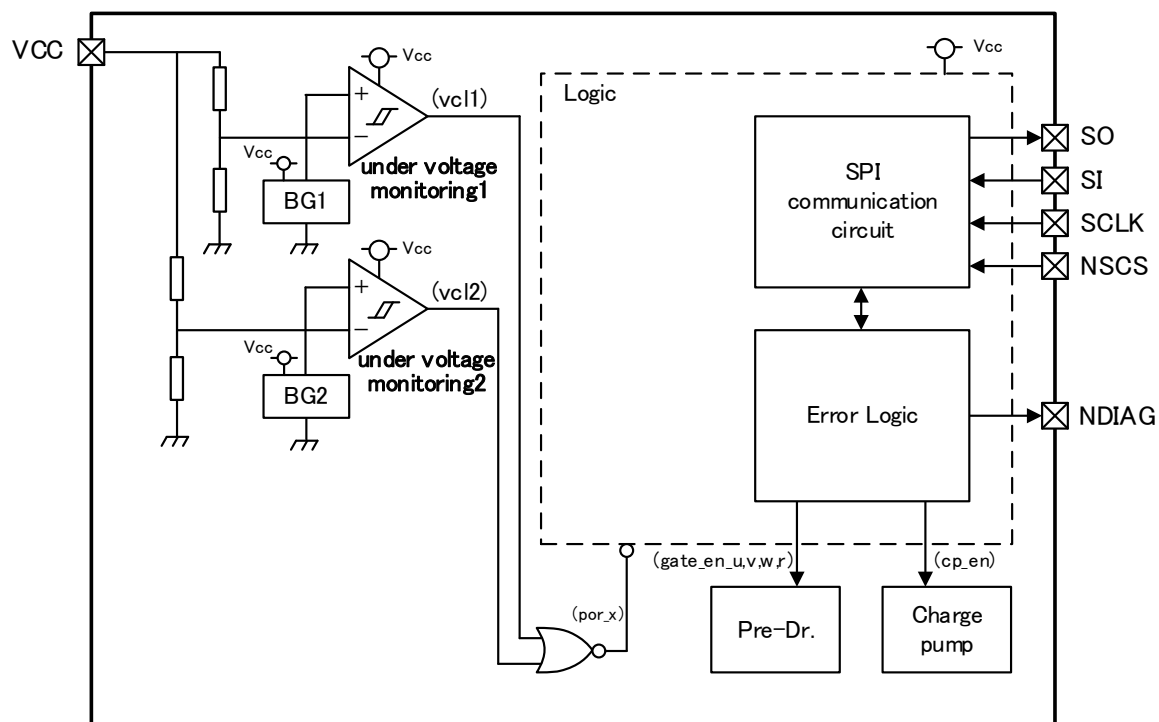 VCC
Vcc
(vcl1)
+
−
under voltage
monitoring1
Vcc
BG1
Vcc
(vcl2)
+
−
under voltage
monitoring2
Vcc
BG2
(por_x)
Vcc
Logic
SPI
communication
circuit
SO
SI
SCLK
NSCS
Error Logic
NDIAG
(gate_en_u,v,w,r)
(cp_en)
Pre-Dr.
Charge
pump